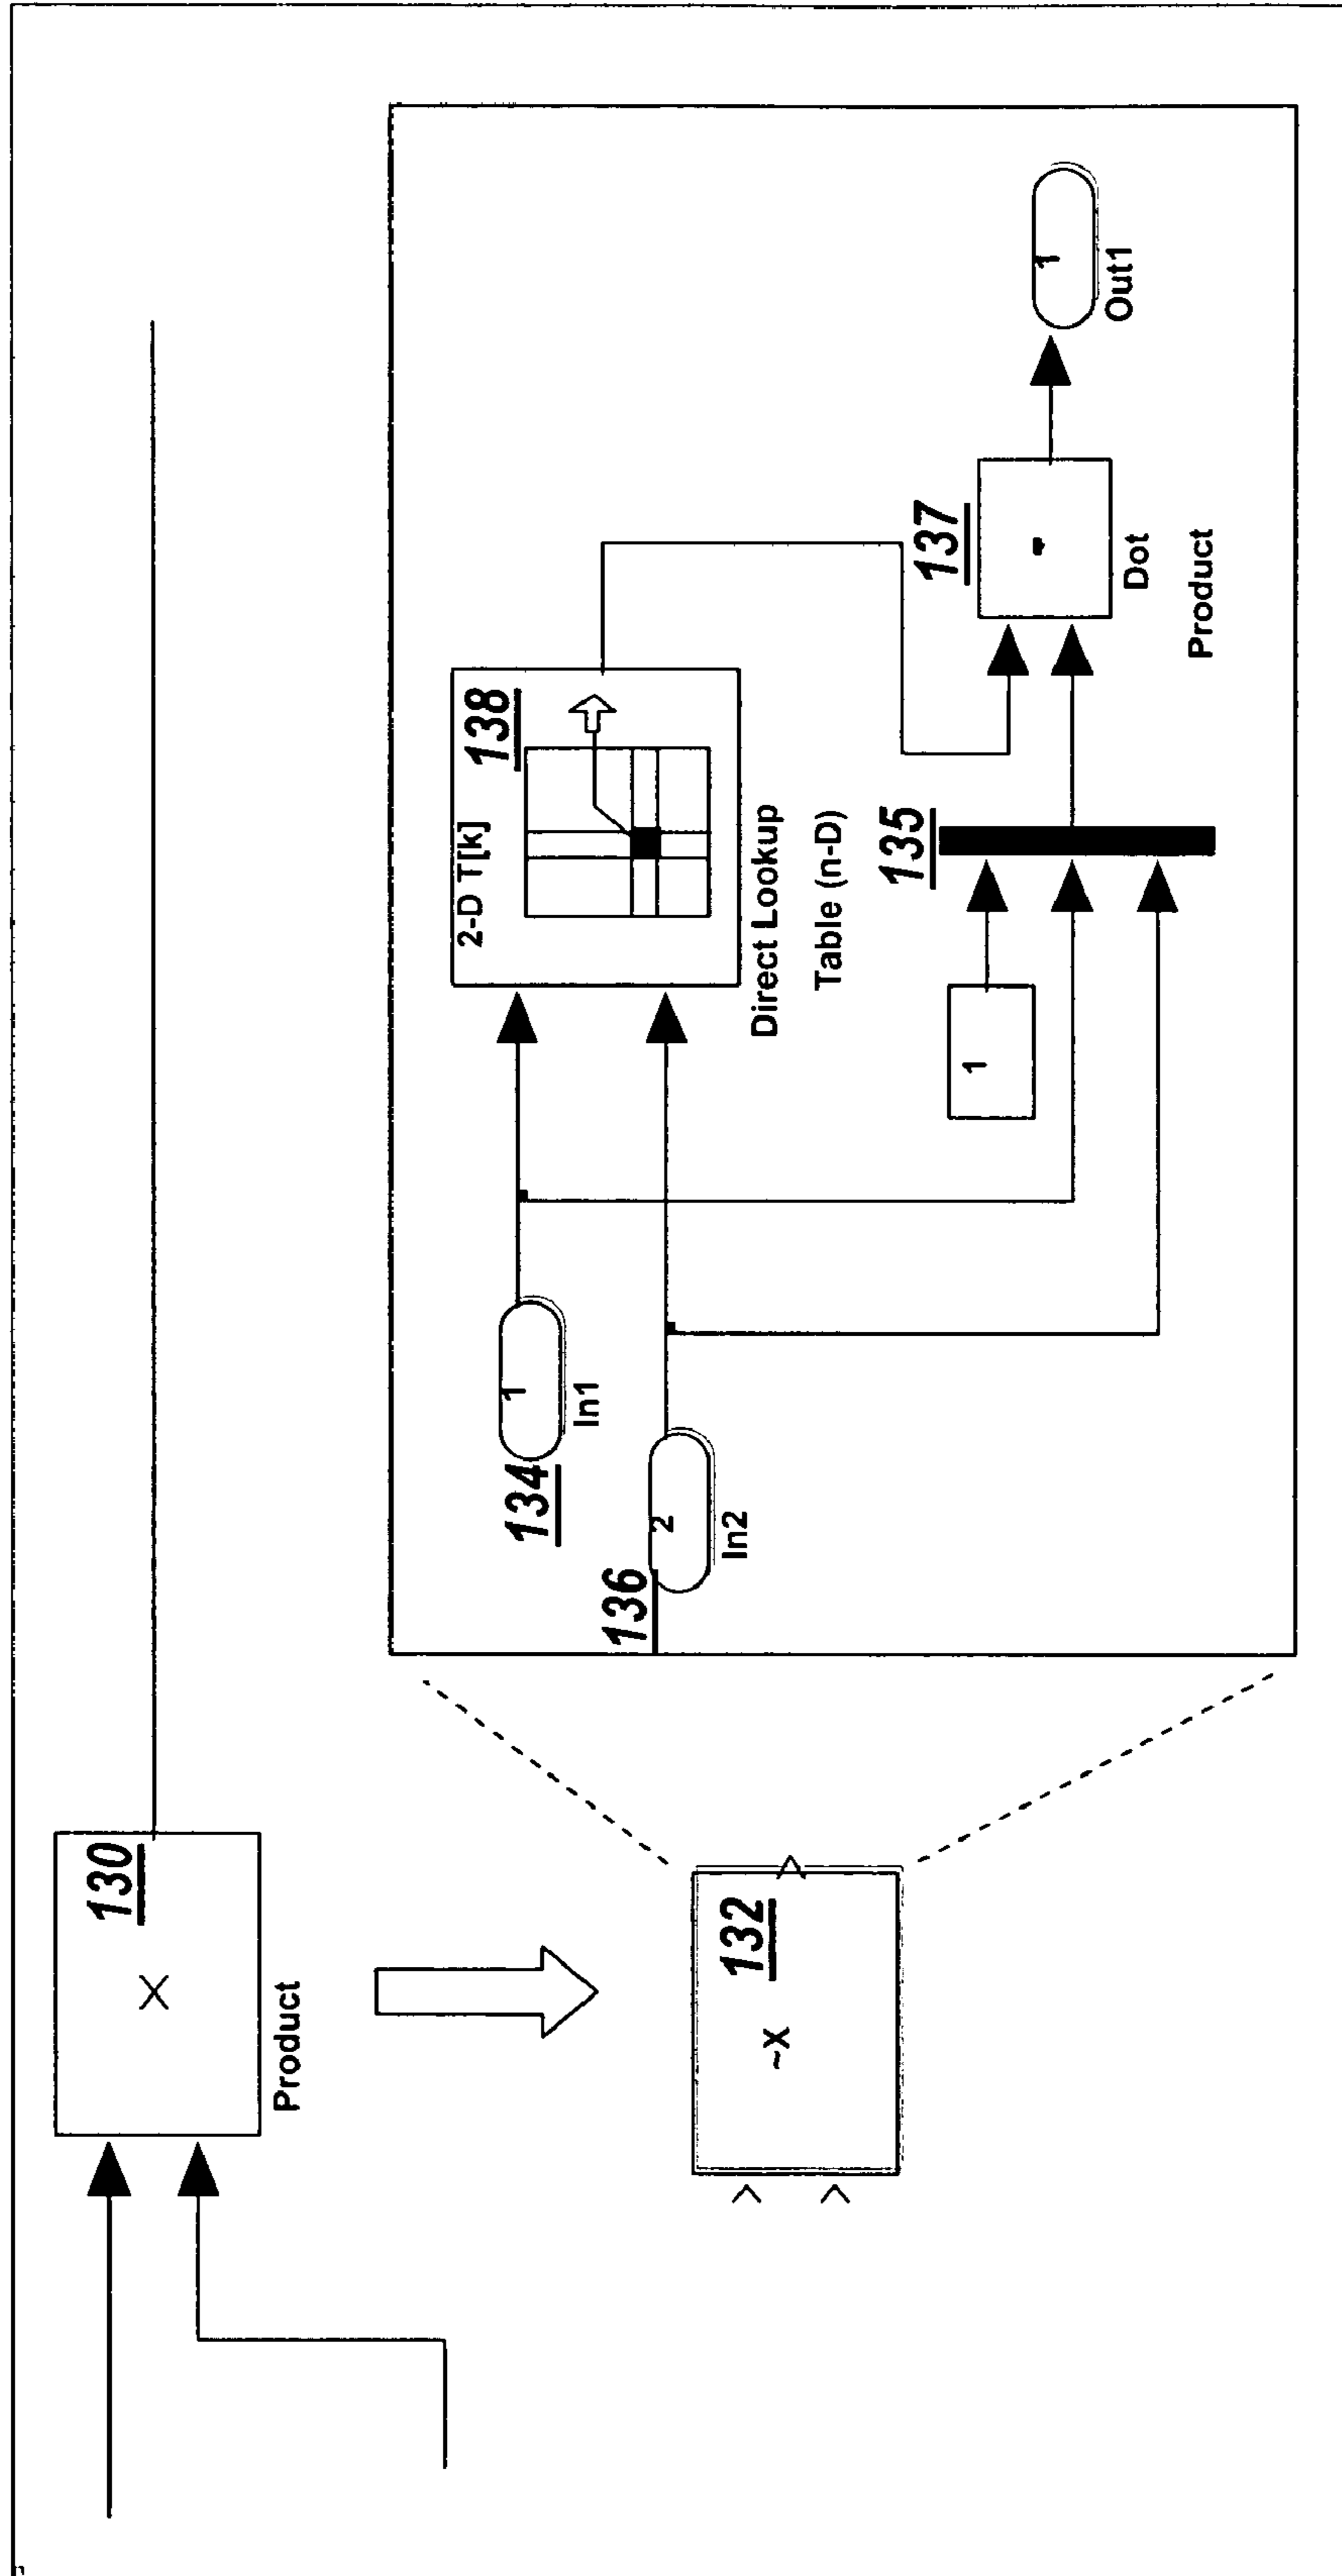 130
X
Product
132
~X
2-D T[k]
138
Direct Lookup
Table (n-D)
134
1
In1
136
2
In2
135
1
137
Dot
Product
1
Out1